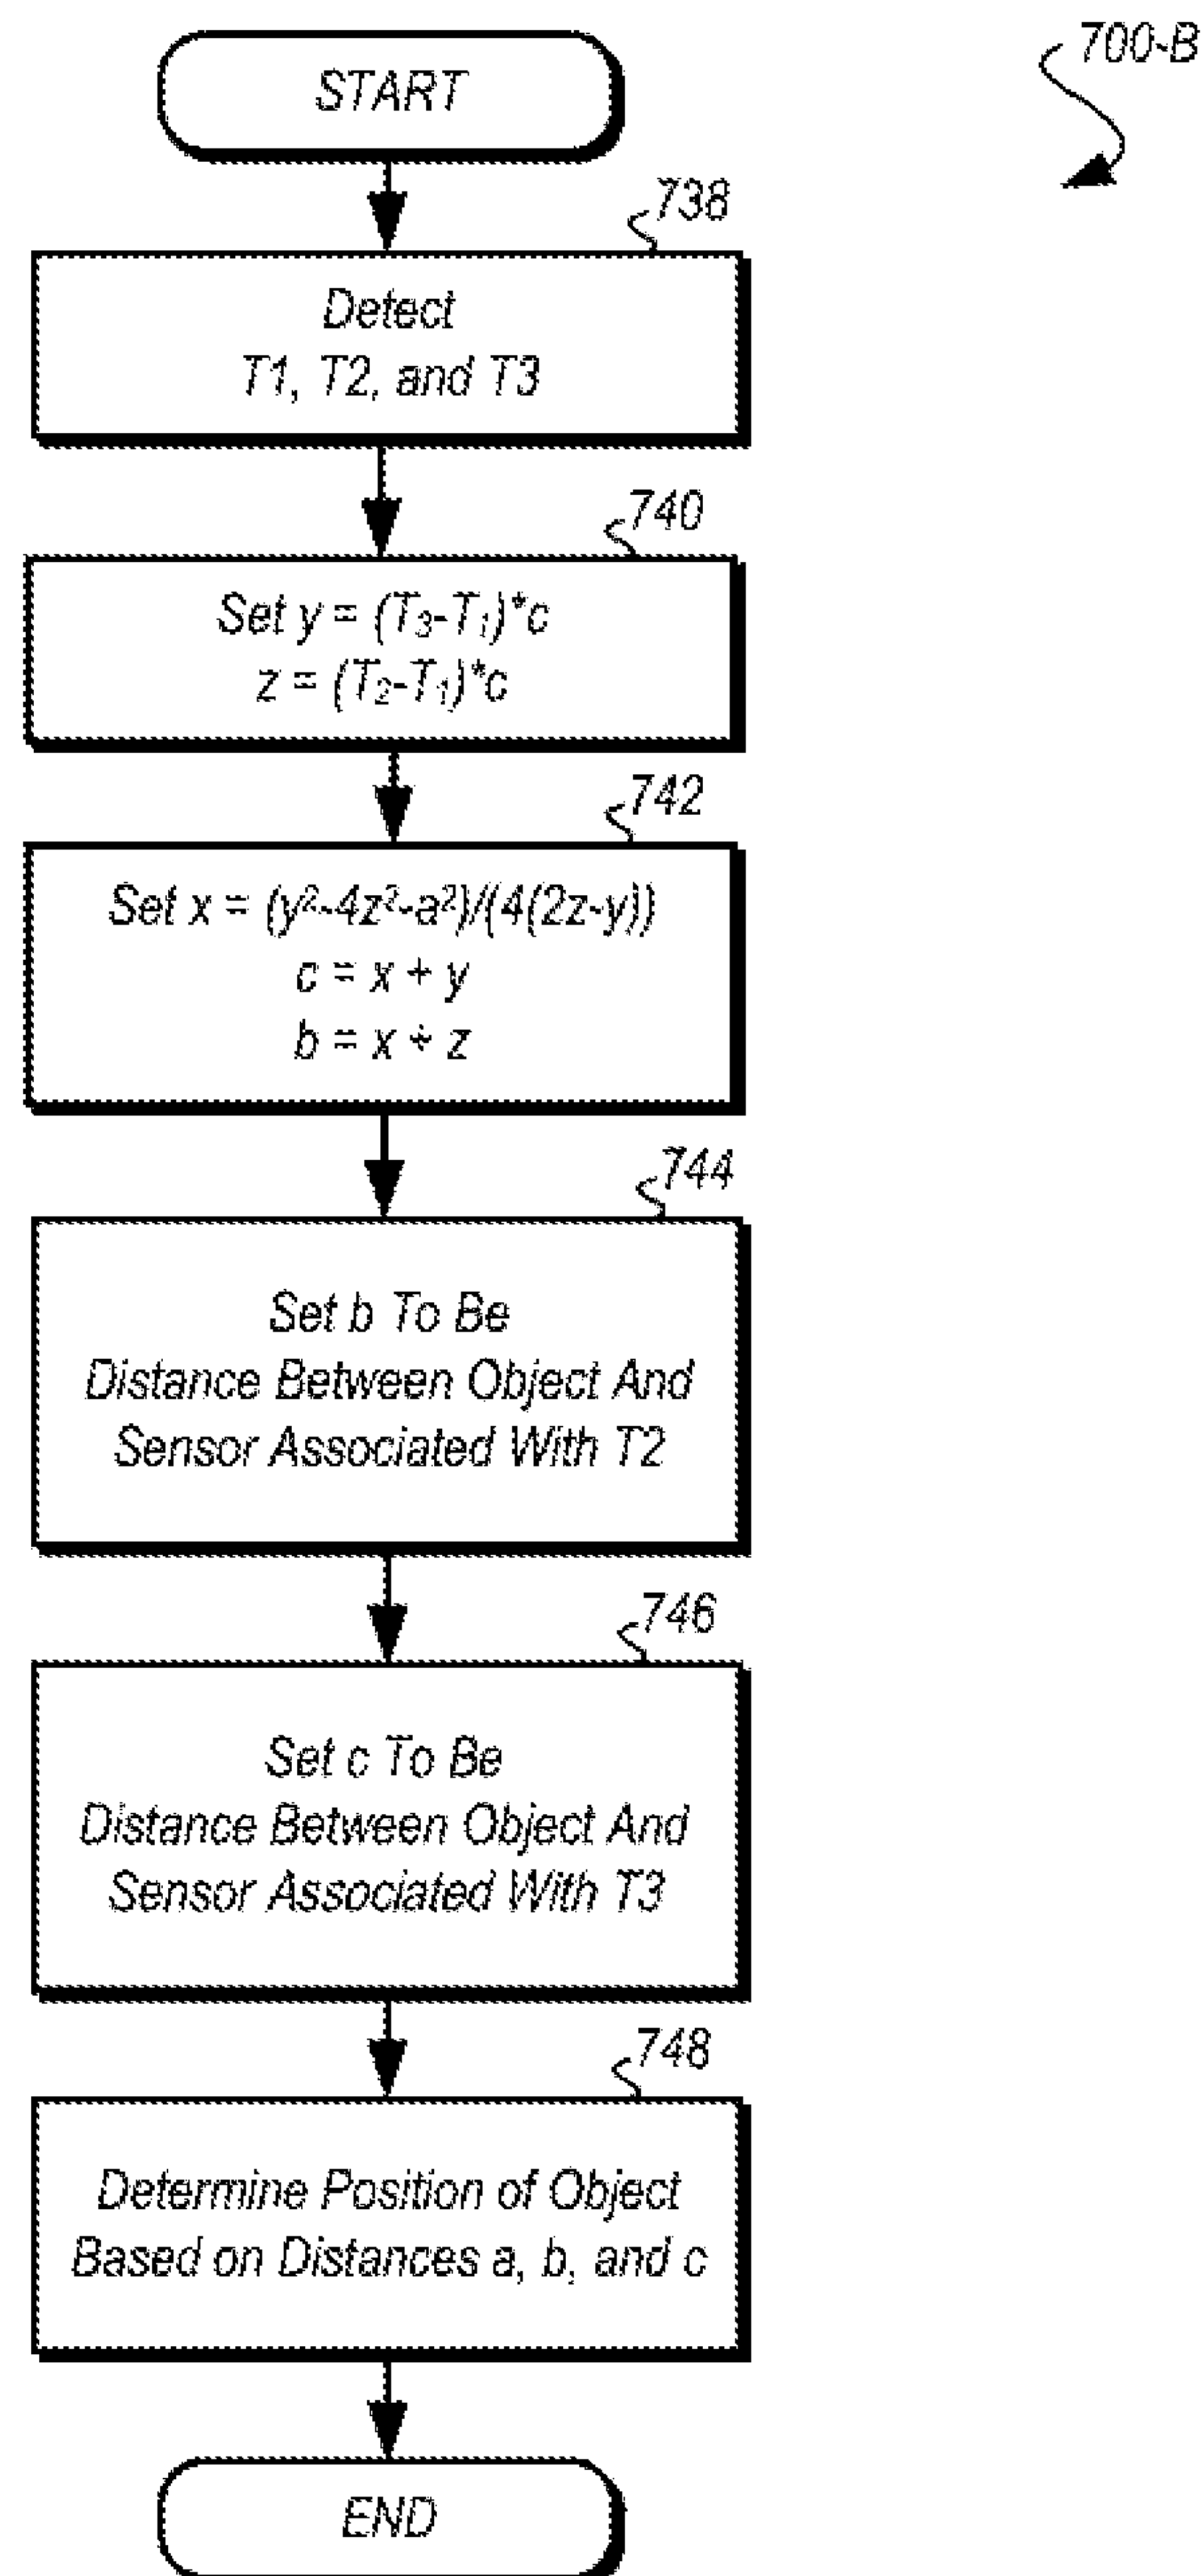 700-B
START
738
Detect
T1, T2, and T3
740
Set y = (T₃-T₁)*c
z = (T₂-T₁)*c
742
Set x = (y²-4z²-a²)/(4(2z-y))
c = x + y
b = x + z
744
Set b To Be
Distance Between Object And
Sensor Associated With T2
746
Set c To Be
Distance Between Object And
Sensor Associated With T3
748
Determine Position of Object
Based on Distances a, b, and c
END